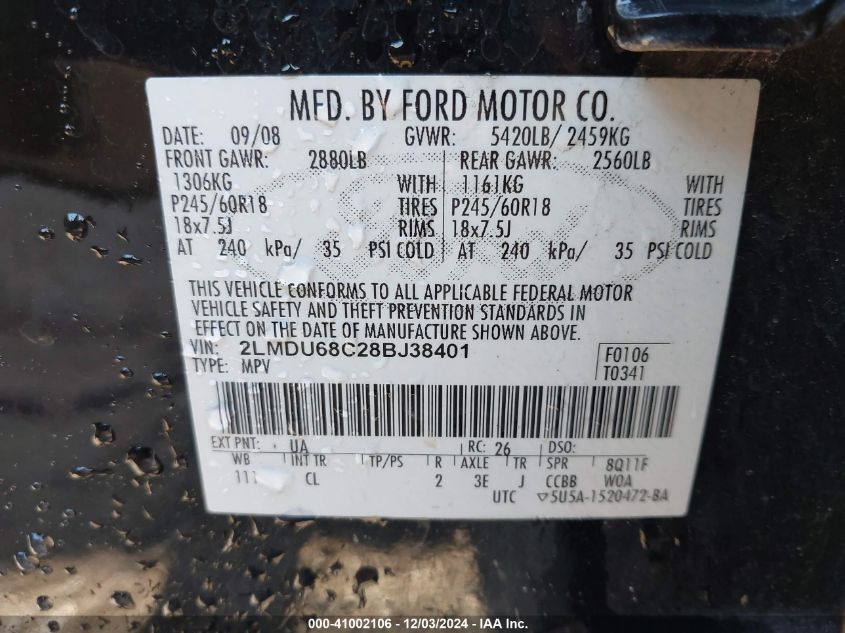 MFD. BY FORD MOTOR CO.
DATE: 09/08 GVWR: 5420LB/ 2459KG
FRONT GAWR: 2880LB REAR GAWR: 2560LB
1306KG WITH 1161KG WITH
P245/60R18 TIRES P245/60R18 TIRES
18x7.5J RIMS 18x7.5J RIMS
AT 240 kPa/ 35 PSI COLD AT 240 kPa/ 35 PSI COLD
THIS VEHICLE CONFORMS TO ALL APPLICABLE FEDERAL MOTOR
VEHICLE SAFETY AND THEFT PREVENTION STANDARDS IN
EFFECT ON THE DATE OF MANUFACTURE SHOWN ABOVE.
VIN: 2LMDU68C28BJ38401 F0106
TYPE: MPV T0341
EXT PNT: UA RC: 26 DSO:
WB INT TR TP/PS R AXLE TR SPR 8Q11F
111 CL 2 3E J CCBB WOA
UTC ▽5U5A-1520472-BA
000-41002106 - 12/03/2024 - IAA, Inc.